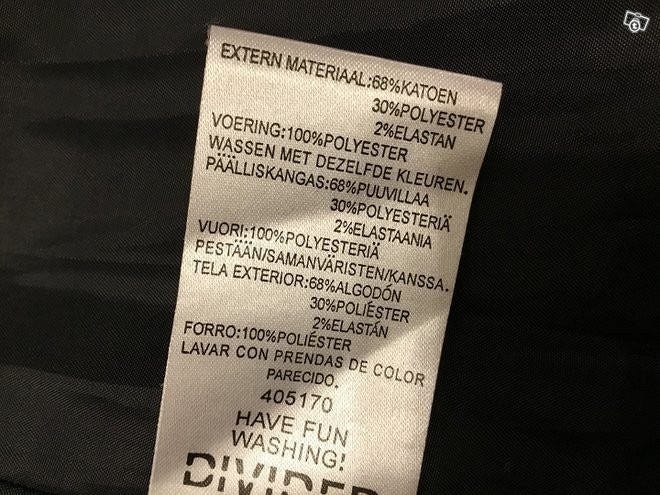 EXTERN MATERIAAL:68%KATOEN
30%POLYESTER
2%ELASTAN
VOERING:100%POLYESTER
WASSEN MET DEZELFDE KLEUREN.
PÄÄLLISKANGAS:68%PUUVILLAA
30%POLYESTERIÄ
2%ELASTAANIA
VUORI:100%POLYESTERIÄ
PESTÄÄN/SAMANVÄRISTEN/KANSSA.
TELA EXTERIOR:68%ALGODÓN
30%POLIÉSTER
2%ELASTÁN
FORRO:100%POLIÉSTER
LAVAR CON PRENDAS DE COLOR
PARECIDO.
405170
HAVE FUN
WASHING!